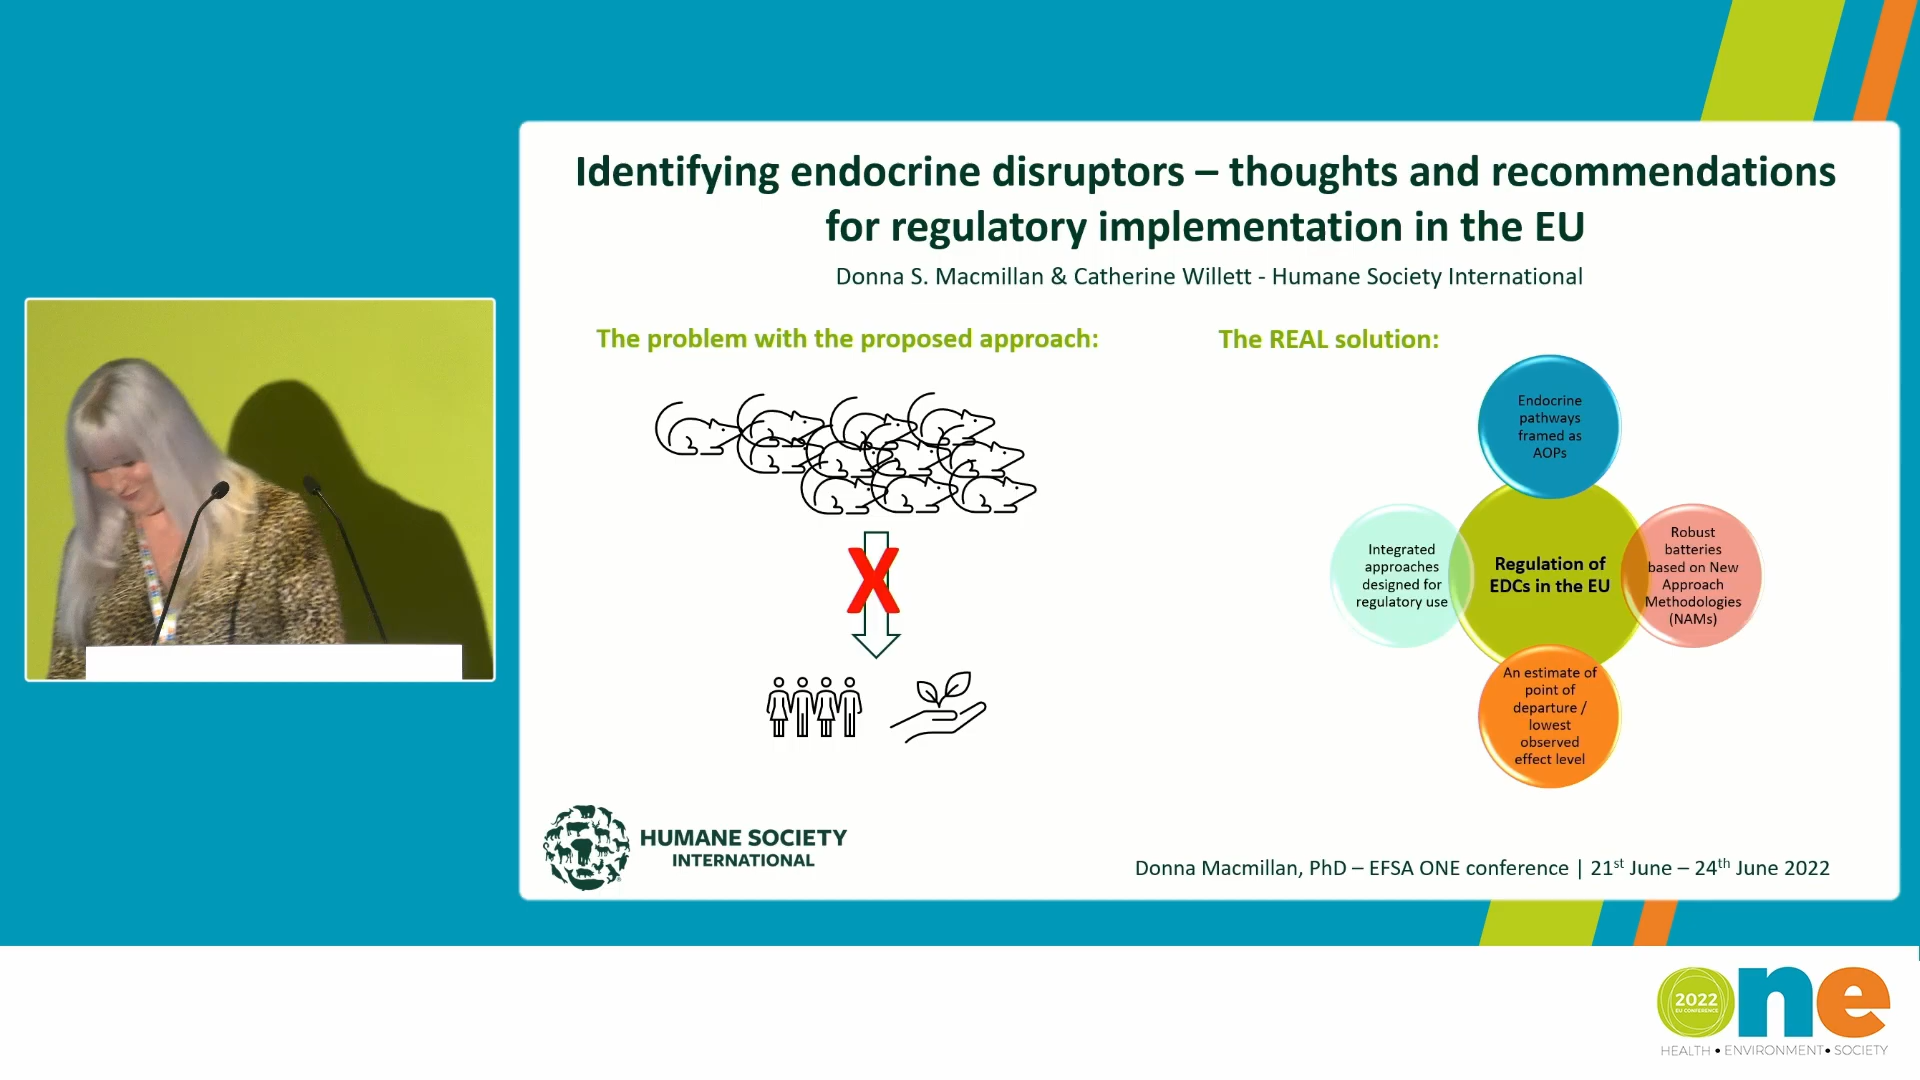 Identifying endocrine disruptors – thoughts and recommendations
for regulatory implementation in the EU
Donna S. Macmillan & Catherine Willett - Humane Society International
The problem with the proposed approach:
X
The REAL solution:
Endocrine
pathways
framed as
AOPs
Integrated
approaches
designed for
regulatory use
Regulation of
EDCs in the EU
Robust
batteries
based on New
Approach
Methodologies
(NAMs)
An estimate of
point of
departure /
lowest
observed
effect level
HUMANE SOCIETY
INTERNATIONAL
Donna Macmillan, PhD – EFSA ONE conference | 21st June – 24th June 2022
one
2022
EU CONFERENCE
HEALTH • ENVIRONMENT • SOCIETY